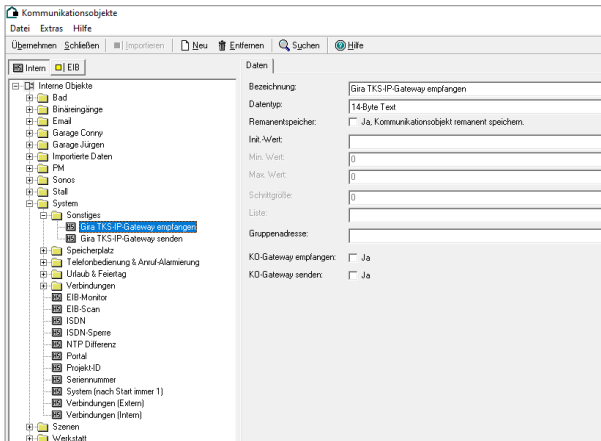 Kommunikationsobjekte
Datei Extras Hilfe
Übernehmen Schließen Importieren Neu Entfernen Suchen Hilfe
Intern EIB
Daten
Interne Objekte
Bad
Binäreingänge
Email
Garage Conny
Garage Jürgen
Importierte Daten
PM
Sonos
Stall
System
Sonstiges
Gira TKS-IP-Gateway empfangen
Gira TKS-IP-Gateway senden
Speicherplatz
Telefonbedienung & Anruf-Alarmierung
Urlaub & Feiertag
Verbindungen
EIB-Monitor
EIB-Scan
ISDN
ISDN-Sperre
NTP Differenz
Portal
Projekt-ID
Seriennummer
System (nach Start immer 1)
Verbindungen (Extern)
Verbindungen (Intern)
Szenen
Werkstatt
Bezeichnung: Gira TKS-IP-Gateway empfangen
Datentyp: 14-Byte Text
Remanentspeicher: Ja, Kommunikationsobjekt remanent speichern.
Init.-Wert:
Min. Wert: 0
Max. Wert: 0
Schrittgröße: 0
Liste:
Gruppenadresse:
KO-Gateway empfangen: Ja
KO-Gateway senden: Ja